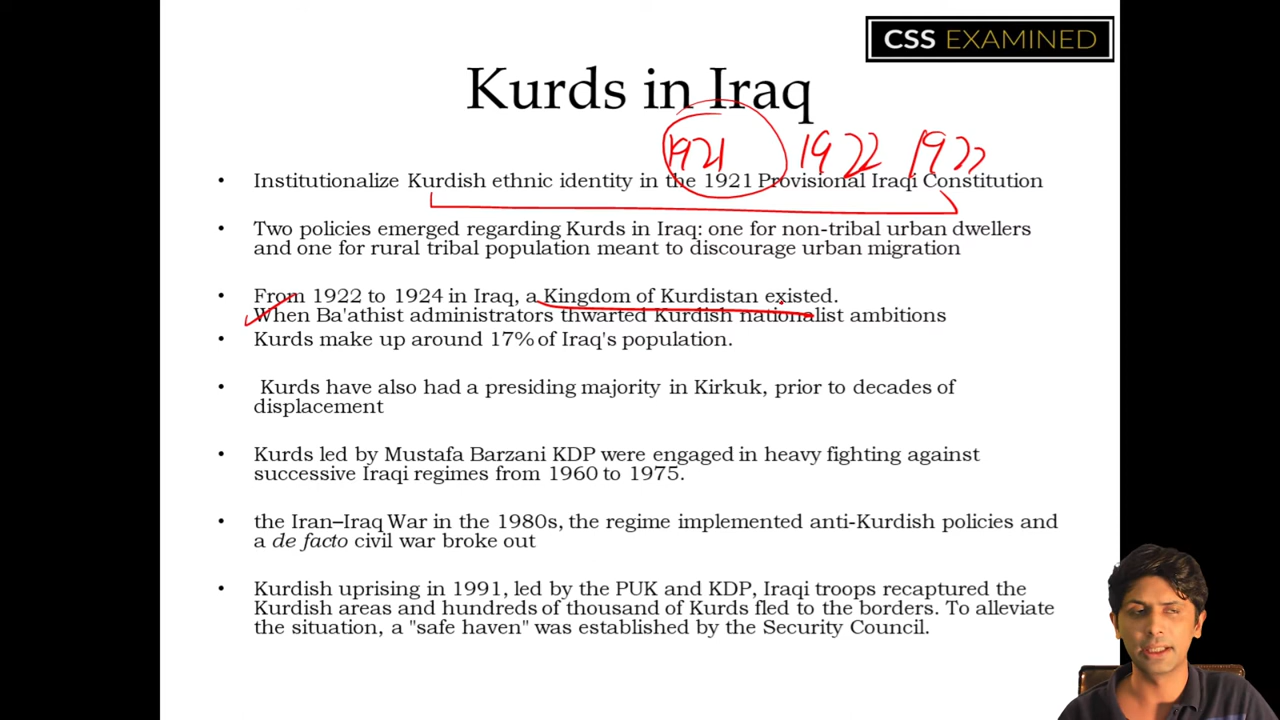 CSS EXAMINED
Kurds in Iraq
1921 1922 1922
• Institutionalize Kurdish ethnic identity in the 1921 Provisional Iraqi Constitution
• Two policies emerged regarding Kurds in Iraq: one for non-tribal urban dwellers
and one for rural tribal population meant to discourage urban migration
• From 1922 to 1924 in Iraq, a Kingdom of Kurdistan existed.
When Ba'athist administrators thwarted Kurdish nationalist ambitions
• Kurds make up around 17% of Iraq's population.
• Kurds have also had a presiding majority in Kirkuk, prior to decades of
displacement
• Kurds led by Mustafa Barzani KDP were engaged in heavy fighting against
successive Iraqi regimes from 1960 to 1975.
• the Iran–Iraq War in the 1980s, the regime implemented anti-Kurdish policies and
a de facto civil war broke out
• Kurdish uprising in 1991, led by the PUK and KDP, Iraqi troops recaptured the
Kurdish areas and hundreds of thousand of Kurds fled to the borders. To alleviate
the situation, a "safe haven" was established by the Security Council.